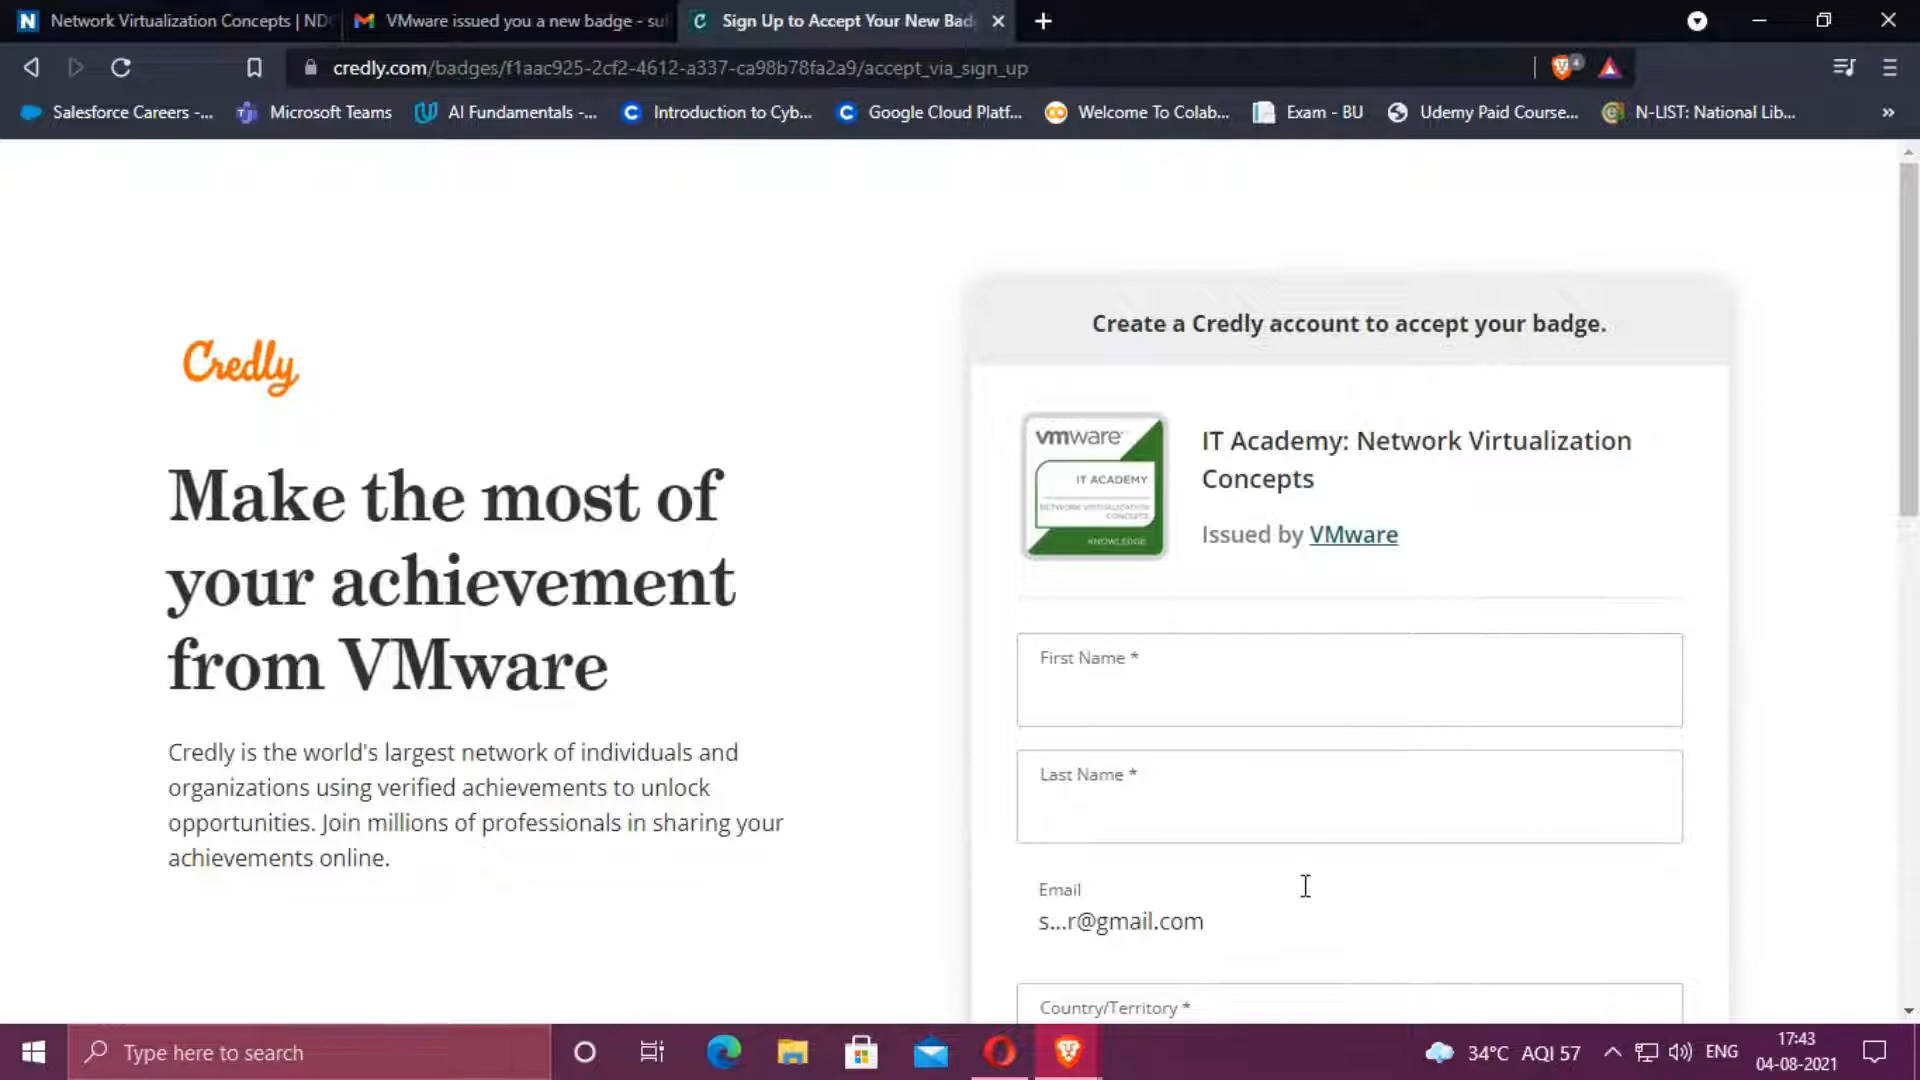 Network Virtualization Concepts | ND
VMware issued you a new badge - su
Sign Up to Accept Your New Bad
credly.com/badges/f1aac925-2cf2-4612-a337-ca98b78fa2a9/accept_via_sign_up
4
Salesforce Careers -...
Microsoft Teams
AI Fundamentals -...
Introduction to Cyb...
Google Cloud Platf...
Welcome To Colab...
Exam - BU
Udemy Paid Course...
N-LIST: National Lib...
»
Credly
Make the most of
your achievement
from VMware
Credly is the world's largest network of individuals and
organizations using verified achievements to unlock
opportunities. Join millions of professionals in sharing your
achievements online.
Create a Credly account to accept your badge.
vmware
IT ACADEMY
NETWORK VIRTUALIZATION
CONCEPTS
KNOWLEDGE
IT Academy: Network Virtualization
Concepts
Issued by VMware
First Name *
Last Name *
Email
s...r@gmail.com
Country/Territory *
Type here to search
34°C AQI 57
ENG
17:43
04-08-2021